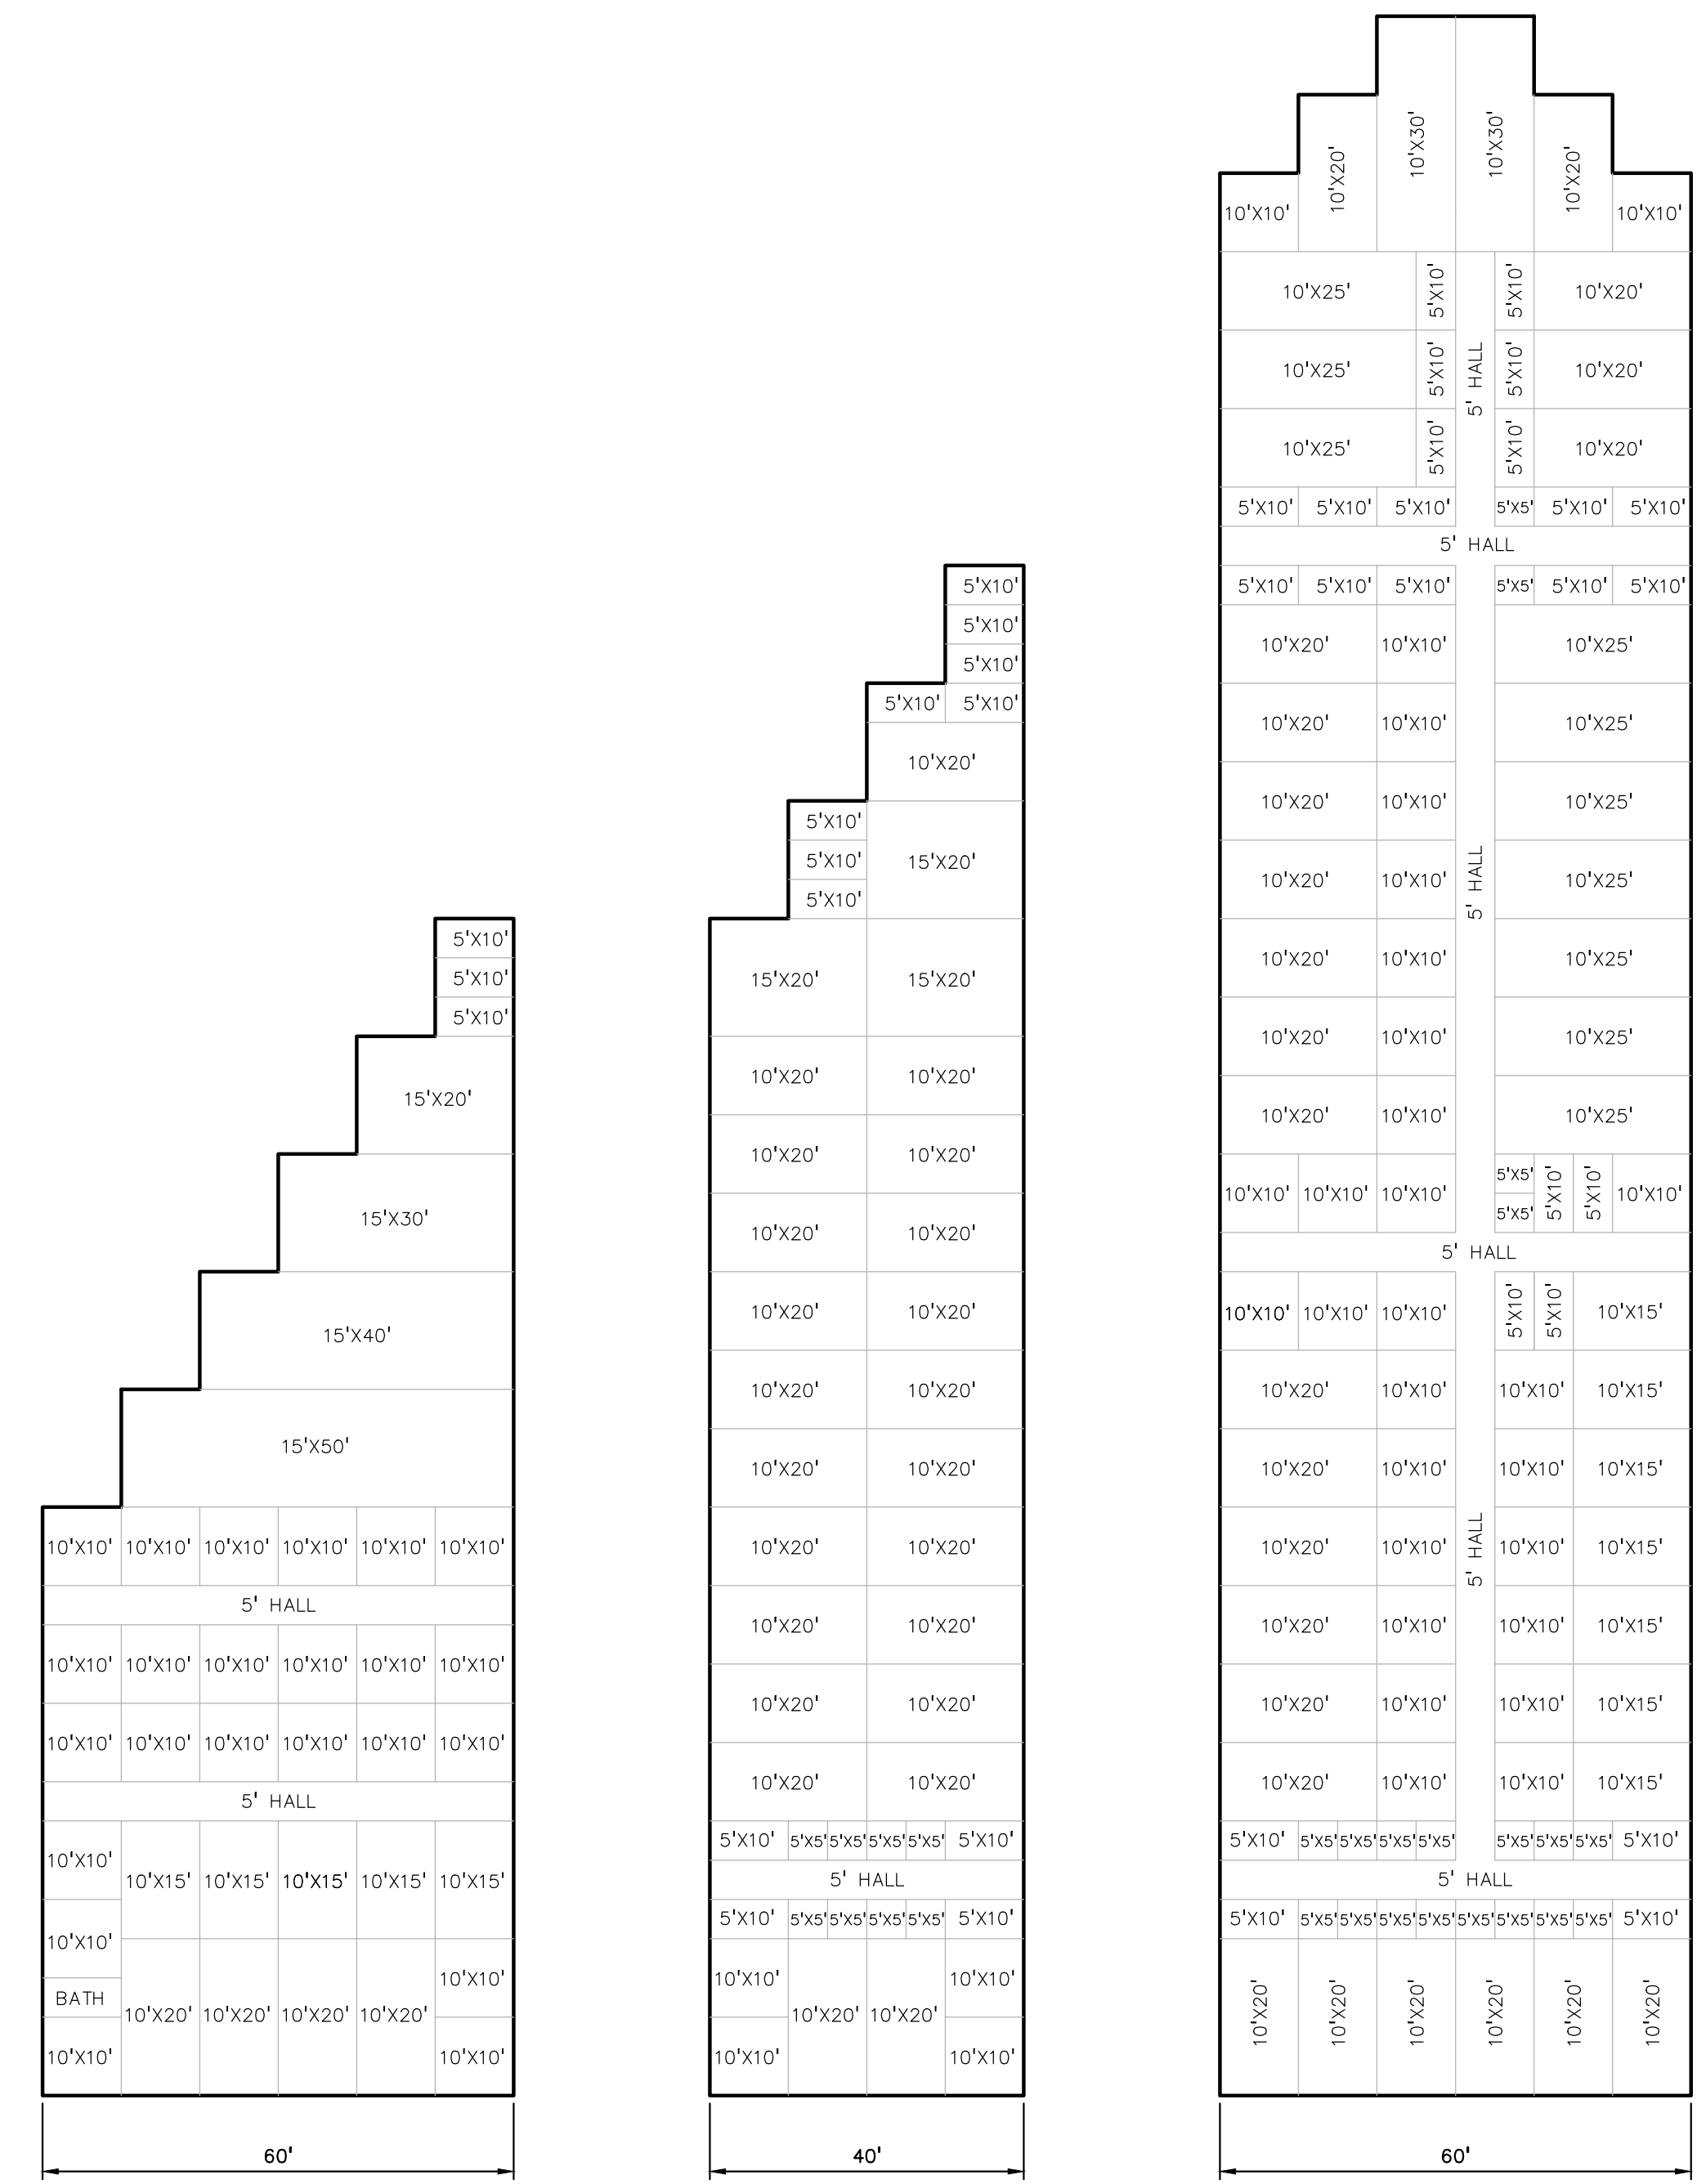 5'X10'
5'X10'
5'X10'
15'X20'
15'X30'
15'X40'
15'X50'
10'X10' 10'X10' 10'X10' 10'X10' 10'X10' 10'X10'
5' HALL
10'X10' 10'X10' 10'X10' 10'X10' 10'X10' 10'X10'
10'X10' 10'X10' 10'X10' 10'X10' 10'X10' 10'X10'
5' HALL
10'X10'
10'X15' 10'X15' 10'X15' 10'X15' 10'X15'
10'X10'
10'X10'
BATH
10'X20' 10'X20' 10'X20' 10'X20'
10'X10' 10'X10'
60'
5'X10'
5'X10'
5'X10'
5'X10' 5'X10'
10'X20'
5'X10'
5'X10' 15'X20'
5'X10'
15'X20' 15'X20'
10'X20' 10'X20'
10'X20' 10'X20'
10'X20' 10'X20'
10'X20' 10'X20'
10'X20' 10'X20'
10'X20' 10'X20'
10'X20' 10'X20'
10'X20' 10'X20'
10'X20' 10'X20'
10'X20' 10'X20'
5'X10' 5'X5' 5'X5' 5'X5' 5'X5' 5'X10'
5' HALL
5'X10' 5'X5' 5'X5' 5'X5' 5'X5' 5'X10'
10'X10' 10'X10'
10'X20' 10'X20'
10'X10' 10'X10'
40'
10'X30' 10'X30'
10'X20' 10'X20'
10'X10' 10'X10'
10'X25' 5'X10' 5'X10' 10'X20'
10'X25' 5'X10' 5' HALL 5'X10' 10'X20'
10'X25' 5'X10' 5'X10' 10'X20'
5'X10' 5'X10' 5'X10' 5'X5' 5'X10' 5'X10'
5' HALL
5'X10' 5'X10' 5'X10' 5'X5' 5'X10' 5'X10'
10'X20' 10'X10' 10'X25'
10'X20' 10'X10' 10'X25'
10'X20' 10'X10' 10'X25'
10'X20' 10'X10' 5' HALL 10'X25'
10'X20' 10'X10' 10'X25'
10'X20' 10'X10' 10'X25'
10'X20' 10'X10' 10'X25'
5'X5'
10'X10' 10'X10' 10'X10' 5'X10' 5'X10' 10'X10'
5'X5'
5' HALL
10'X10' 10'X10' 10'X10' 5'X10' 5'X10' 10'X15'
10'X20' 10'X10' 10'X10' 10'X15'
10'X20' 10'X10' 10'X10' 10'X15'
10'X20' 10'X10' 5' HALL 10'X10' 10'X15'
10'X20' 10'X10' 10'X10' 10'X15'
10'X20' 10'X10' 10'X10' 10'X15'
10'X20' 10'X10' 10'X10' 10'X15'
5'X10' 5'X5' 5'X5' 5'X5' 5'X5' 5'X5' 5'X5' 5'X5' 5'X10'
5' HALL
5'X10' 5'X5' 5'X5' 5'X5' 5'X5' 5'X5' 5'X5' 5'X5' 5'X5' 5'X10'
10'X20' 10'X20' 10'X20' 10'X20' 10'X20' 10'X20'
60'